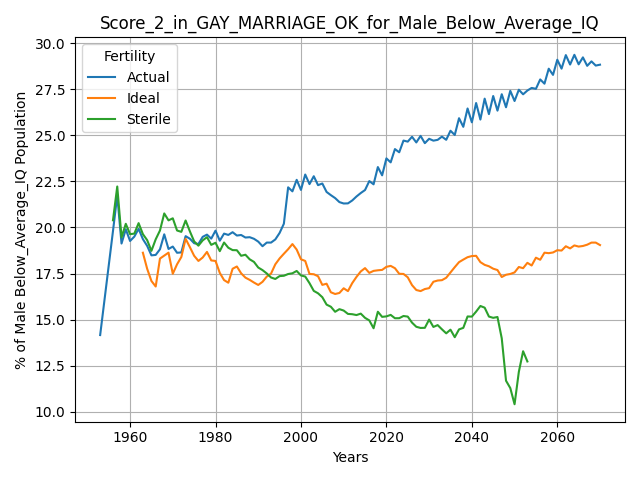 Score_2_in_GAY_MARRIAGE_OK_for_Male_Below_Average_IQ
% of Male Below_Average_IQ Population
30.0
27.5
25.0
22.5
20.0
17.5
15.0
12.5
10.0
Fertility
Actual
Ideal
Sterile
1960
1980
2000
2020
2040
2060
Years